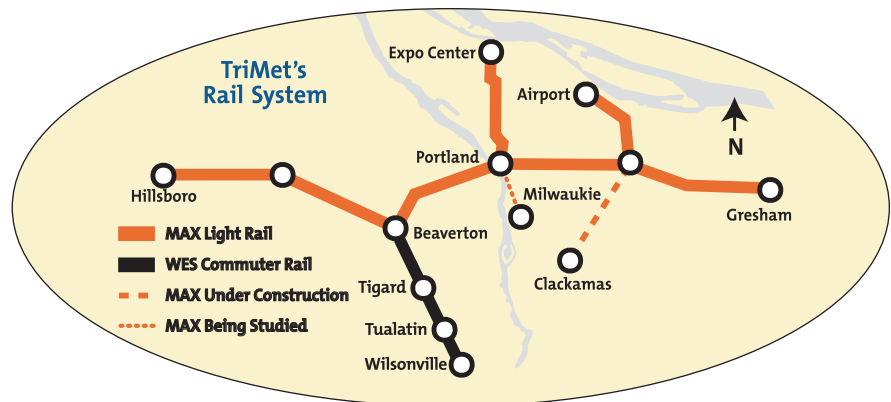 TriMet's
Rail System
Expo Center
Airport
N
Portland
Milwaukie
Hillsboro
Gresham
Beaverton
Clackamas
Tigard
Tualatin
Wilsonville
MAX Light Rail
WES Commuter Rail
MAX Under Construction
MAX Being Studied